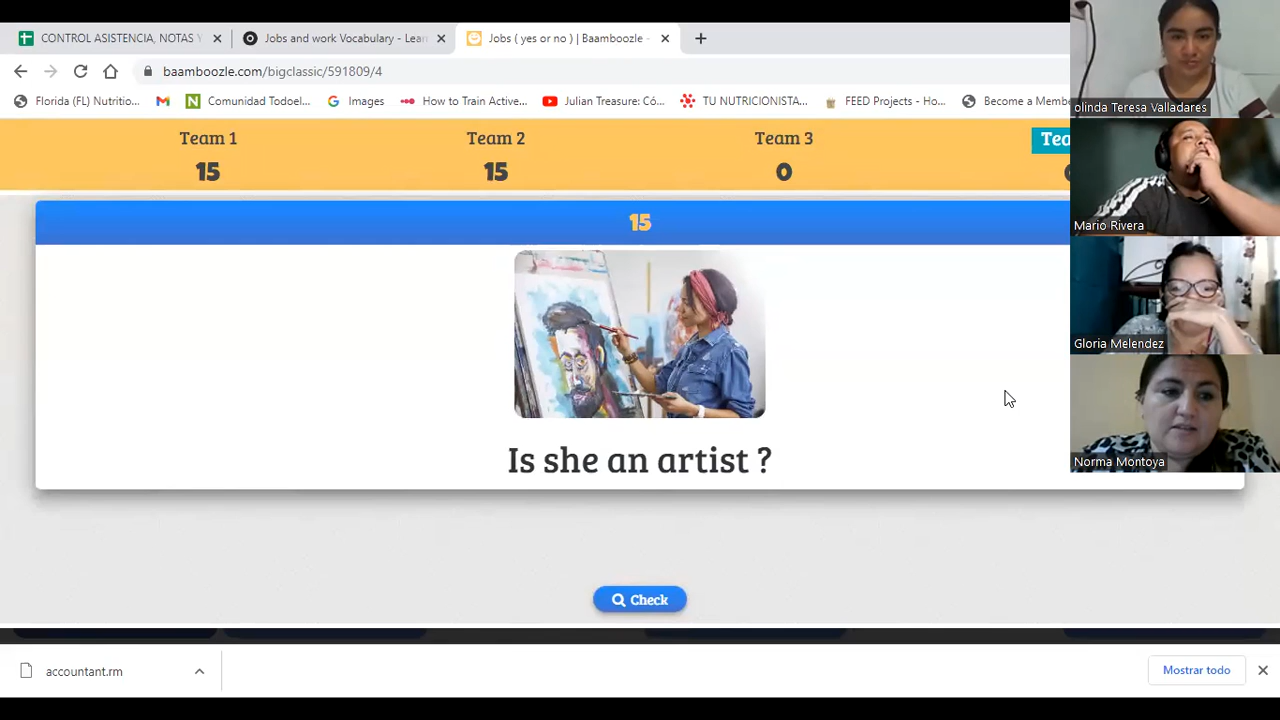 CONTROL ASISTENCIA, NOTAS Y
Jobs and work Vocabulary - Lear
Jobs ( yes or no ) | Baamboozle -
baamboozle.com/bigclassic/591809/4
Florida (FL) Nutritio...
Comunidad Todoel...
Images
How to Train Active...
Julian Treasure: Có...
TU NUTRICIONISTA...
FEED Projects - Ho...
Become a Membe
Team 1
15
Team 2
15
Team 3
0
Tea
15
Is she an artist ?
Check
olinda Teresa Valladares
Mario Rivera
Gloria Melendez
Norma Montoya
accountant.rm
Mostrar todo